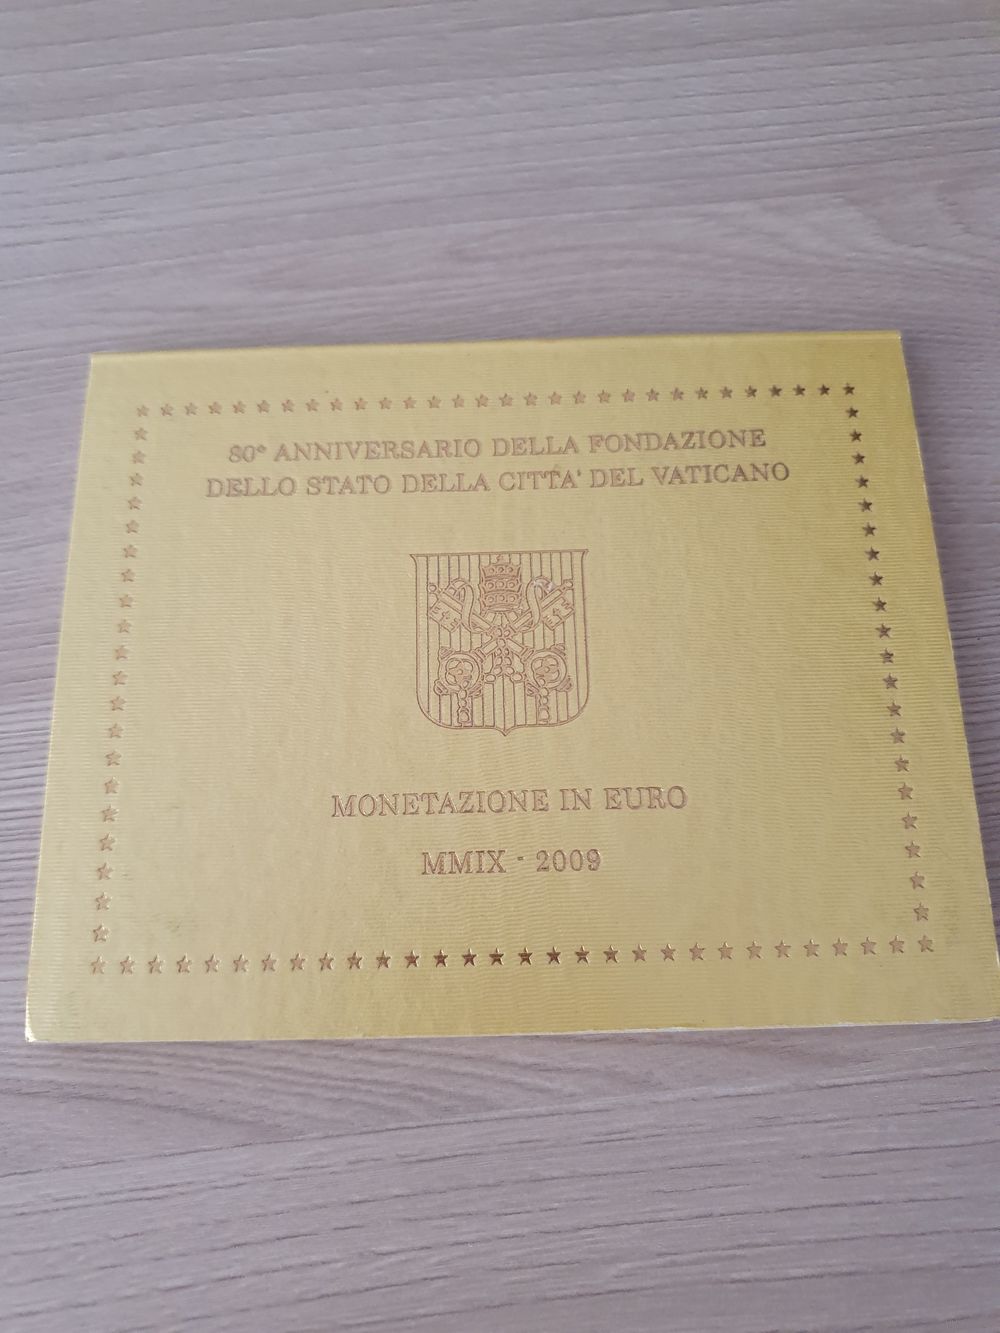 80° ANNIVERSARIO DELLA FONDAZIONE
DELLO STATO DELLA CITTA' DEL VATICANO
MONETAZIONE IN EURO
MMIX - 2009